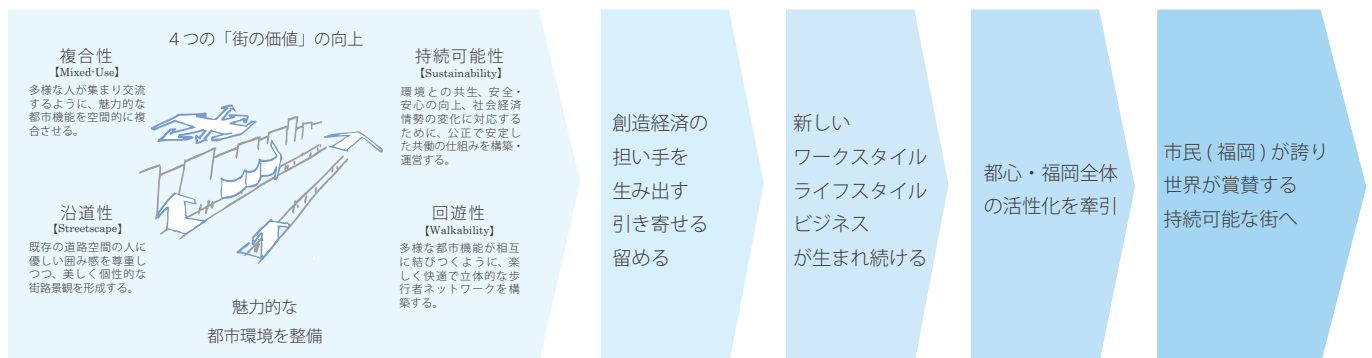 ４つの「街の価値」の向上
複合性
【Mixed-Use】
多様な人が集まり交流
するように、魅力的な
都市機能を空間的に複
合させる。
持続可能性
【Sustainability】
環境との共生、安全・
安心の向上、社会経済
情勢の変化に対応する
ために、公正で安定し
た共働の仕組みを構築・
運営する。
沿道性
【Streetscape】
既存の道路空間の人に
優しい囲み感を尊重し
つつ、美しく個性的な
街路景観を形成する。
回遊性
【Walkability】
多様な都市機能が相互
に結びつくように、楽
しく快適で立体的な歩
行者ネットワークを構
築する。
魅力的な
都市環境を整備
創造経済の
担い手を
生み出す
引き寄せる
留める
新しい
ワークスタイル
ライフスタイル
ビジネス
が生まれ続ける
都心・福岡全体
の活性化を牽引
市民 ( 福岡 ) が誇り
世界が賞賛する
持続可能な街へ